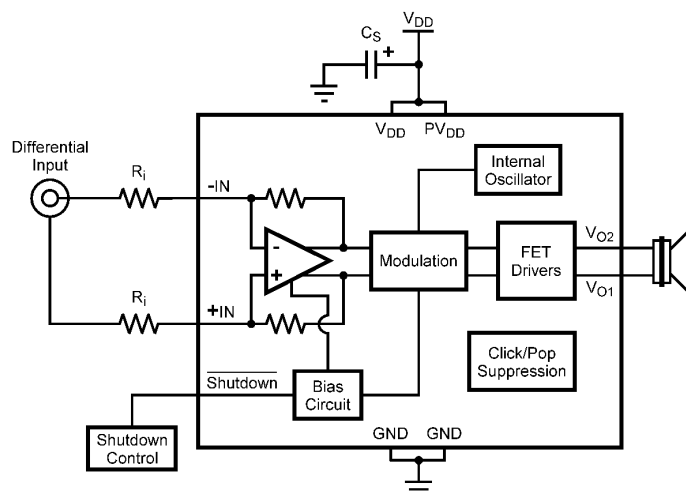 V_DD
C_S
+
V_DD PV_DD
Differential
Input
R_i
-IN
Internal
Oscillator
-
+
Modulation
FET
Drivers
V_O2
V_O1
R_i
+IN
Click/Pop
Suppression
Shutdown
Bias
Circuit
Shutdown
Control
GND GND